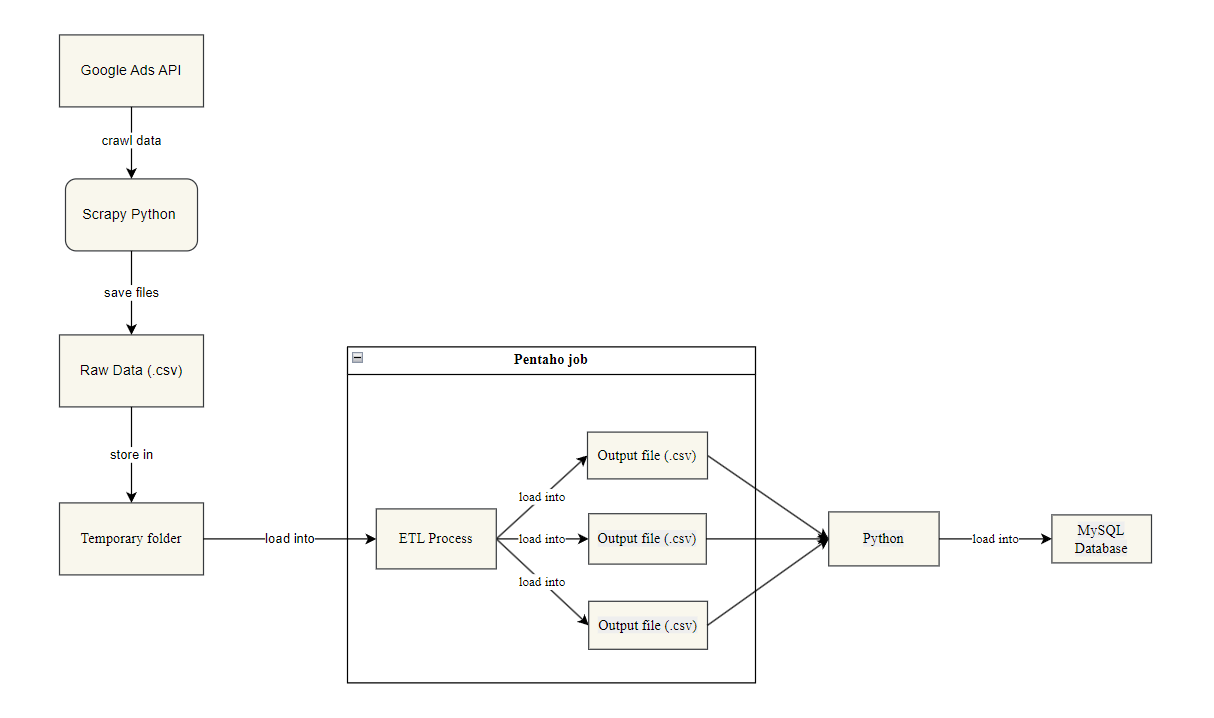 Google Ads API
crawl data
Scrapy Python
save files
Raw Data (.csv)
store in
Temporary folder
load into
Pentaho job
ETL Process
load into
load into
load into
Output file (.csv)
Output file (.csv)
Output file (.csv)
Python
load into
MySQL
Database